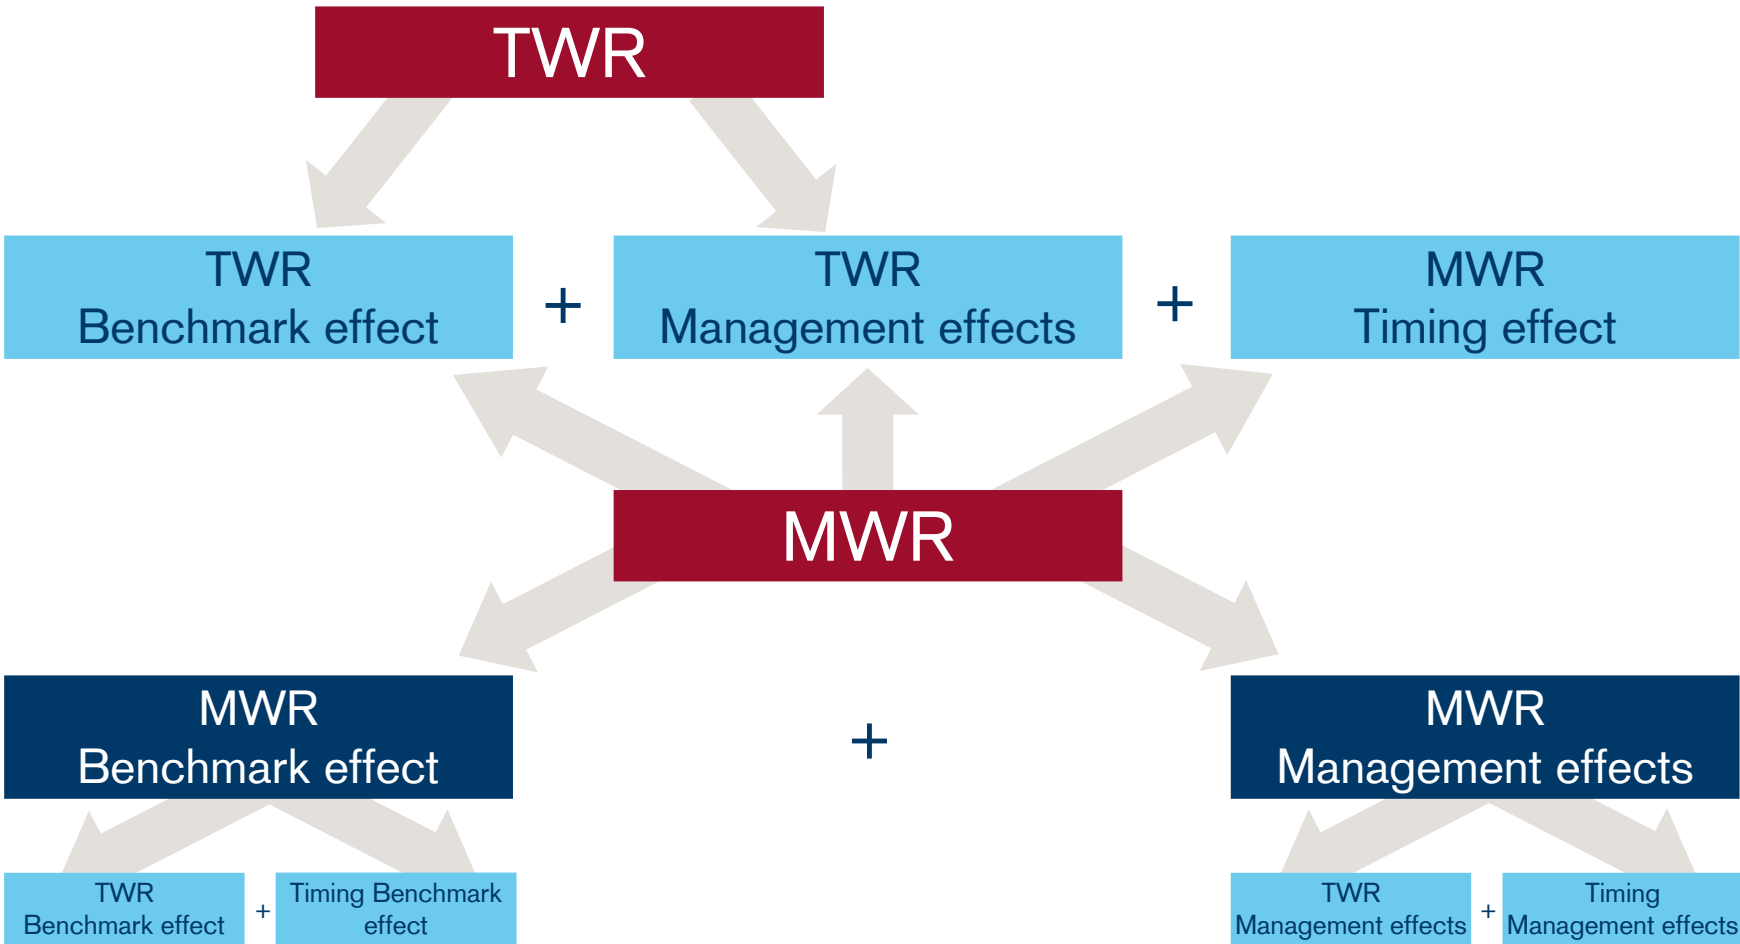 TWR
TWR
Benchmark effect
+
TWR
Management effects
+
MWR
Timing effect
MWR
MWR
Benchmark effect
+
MWR
Management effects
TWR
Benchmark effect
+
Timing Benchmark
effect
TWR
Management effects
+
Timing
Management effects